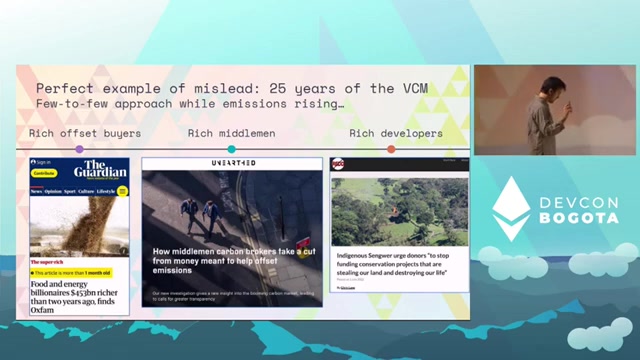 Perfect example of mislead: 25 years of the VCM
Few-to-few approach while emissions rising…
Rich offset buyers
Rich middlemen
Rich developers
Sign in
Contribute
The
Guardian
News Opinion Sport Culture Lifestyle
The super-rich
This article is more than 1 month old
Food and energy
billionaires $453bn richer
than two years ago, finds
Oxfam
UNEARTHED
How middlemen carbon brokers take a cut
from money meant to help offset
emissions
Our new investigation gives a rare insight into the booming carbon market, leading
to calls for greater transparency
Indigenous Sengwer urge donors "to stop
funding conservation projects that are
stealing our land and destroying our life"
DEVCON
BOGOTA